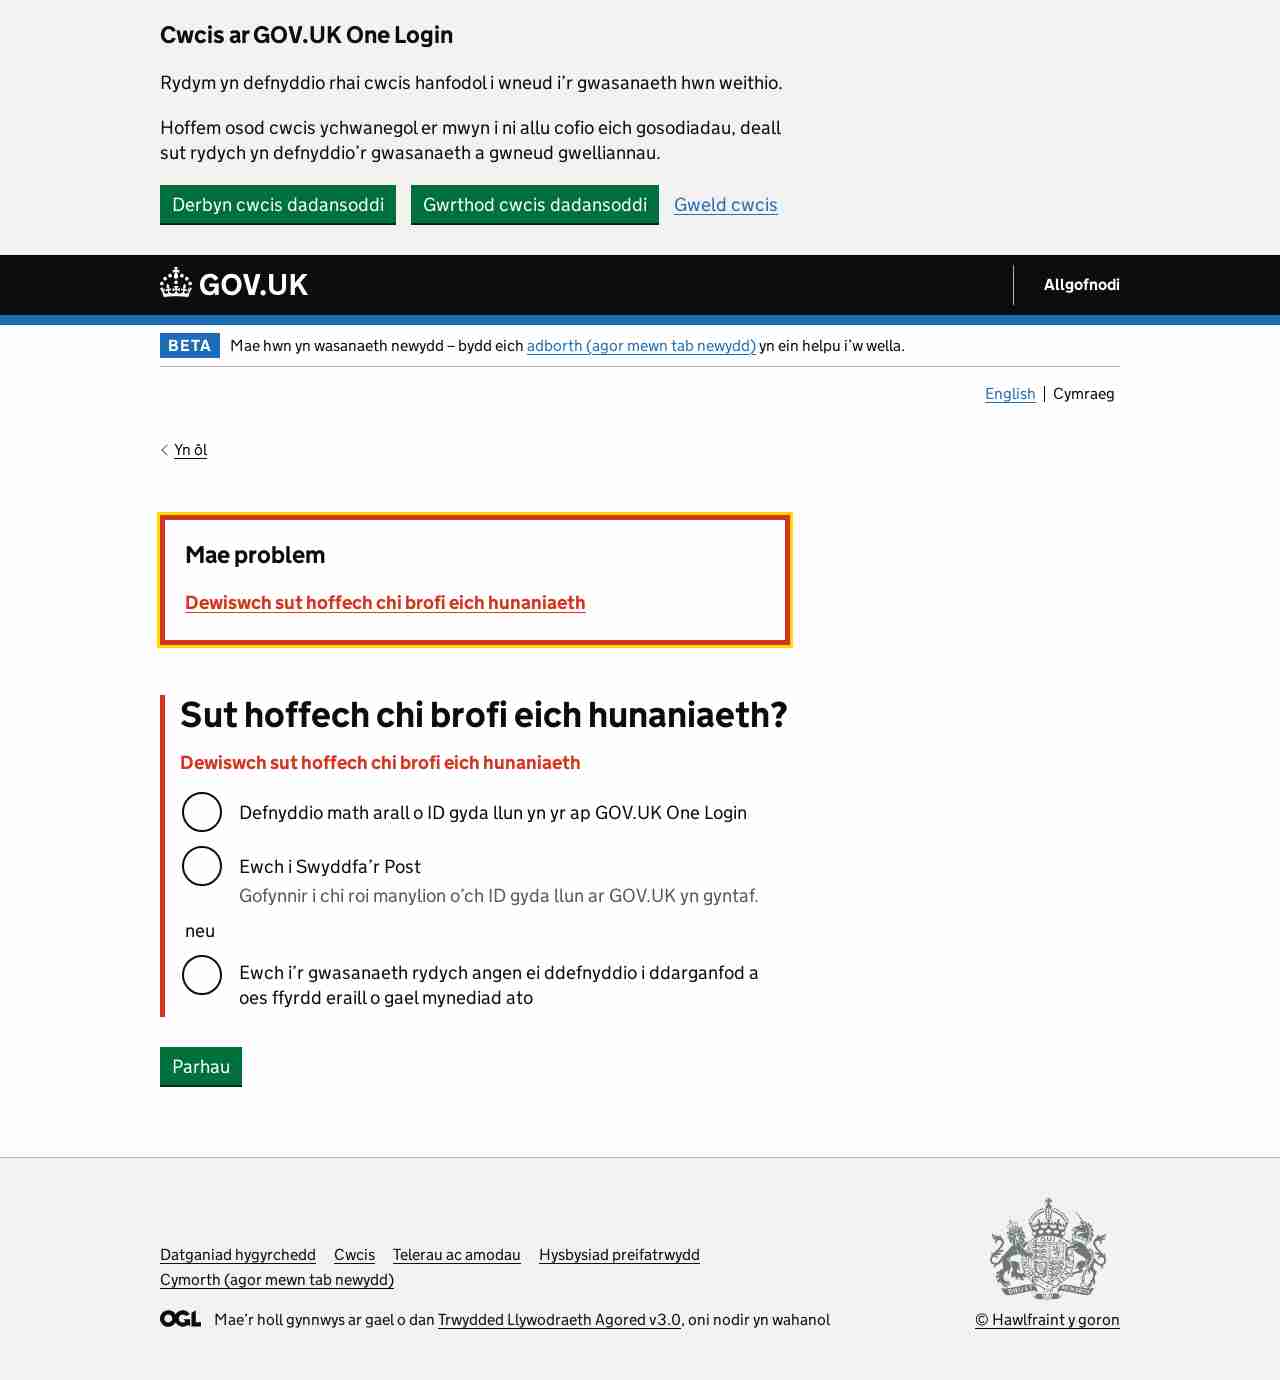 Cwcis ar GOV.UK One Login
Rydym yn defnyddio rhai cwcis hanfodol i wneud i’r gwasanaeth hwn weithio.
Hoffem osod cwcis ychwanegol er mwyn i ni allu cofio eich gosodiadau, deall
sut rydych yn defnyddio’r gwasanaeth a gwneud gwelliannau.
Derbyn cwcis dadansoddi Gwrthod cwcis dadansoddi Gweld cwcis
GOV.UK Allgofnodi
BETA Mae hwn yn wasanaeth newydd – bydd eich adborth (agor mewn tab newydd) yn ein helpu i’w wella.
English Cymraeg
Yn ôl
Mae problem
Dewiswch sut hoffech chi brofi eich hunaniaeth
Sut hoffech chi brofi eich hunaniaeth?
Dewiswch sut hoffech chi brofi eich hunaniaeth
Defnyddio math arall o ID gyda llun yn yr ap GOV.UK One Login
Ewch i Swyddfa’r Post
Gofynnir i chi roi manylion o’ch ID gyda llun ar GOV.UK yn gyntaf.
neu
Ewch i’r gwasanaeth rydych angen ei ddefnyddio i ddarganfod a
oes ffyrdd eraill o gael mynediad ato
Parhau
Datganiad hygyrchedd Cwcis Telerau ac amodau Hysbysiad preifatrwydd
Cymorth (agor mewn tab newydd)
OGL Mae’r holl gynnwys ar gael o dan Trwydded Llywodraeth Agored v3.0, oni nodir yn wahanol
© Hawlfraint y goron